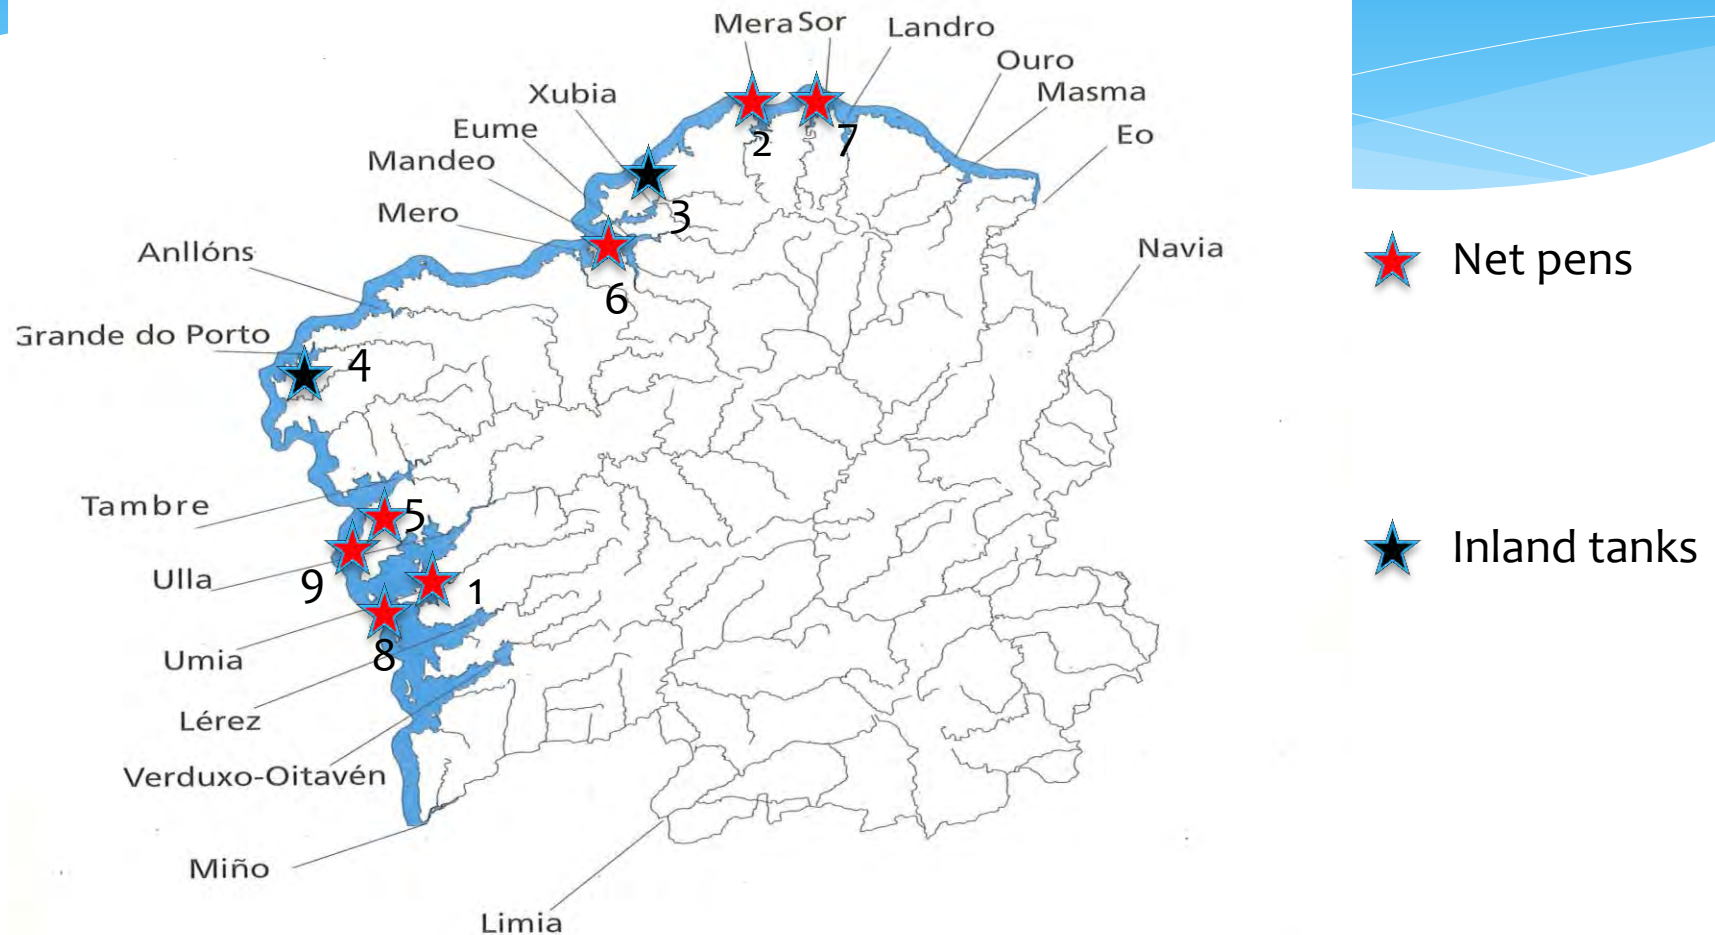 Mera Sor
Landro
Ouro
Xubia
Masma
Eume
Eo
2
7
Mandeo
Mero
3
Anllóns
Navia
Net pens
6
Grande do Porto
4
Tambre
5
Inland tanks
Ulla
9
1
Umia
8
Lérez
Verduxo-Oitavén
Miño
Limia